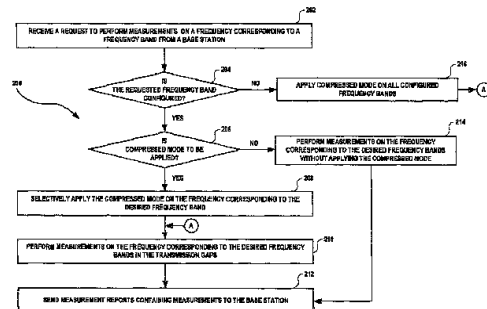 202
RECEIVE A REQUEST TO PERFORM MEASUREMENTS ON A FREQUENCY CORRESPONDING TO A
FREQUENCY BAND FROM A BASE STATION
204
IS
THE REQUESTED FREQUENCY BAND
CONFIGURED?
NO
216
APPLY COMPRESSED MODE ON ALL CONFIGURED
FREQUENCY BANDS
A
YES
IS
COMPRESSED MODE TO BE
APPLIED?
NO
214
PERFORM MEASUREMENTS ON THE FREQUENCY
CORRESPONDING TO THE DESIRED FREQUENCY BANDS
WITHOUT APPLYING THE COMPRESSED MODE
YES
208
SELECTIVELY APPLY THE COMPRESSED MODE ON THE FREQUENCY CORRESPONDING TO THE
DESIRED FREQUENCY BAND
A
PERFORM MEASUREMENTS ON THE FREQUENCY CORRESPONDING TO THE DESIRED FREQUENCY
BANDS IN THE TRANSMISSION GAPS
212
SEND MEASUREMENT REPORTS CONTAINING MEASUREMENTS TO THE BASE STATION